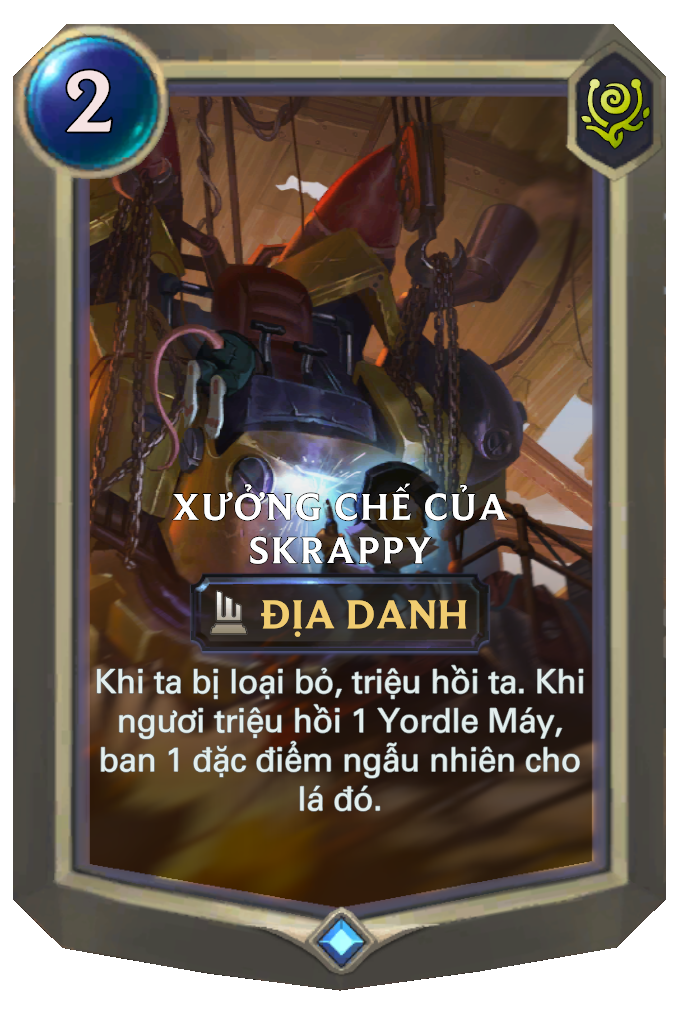 2
XƯỞNG CHẾ CỦA
SKRAPPY
ĐỊA DANH
Khi ta bị loại bỏ, triệu hồi ta. Khi
ngươi triệu hồi 1 Yordle Máy,
ban 1 đặc điểm ngẫu nhiên cho
lá đó.